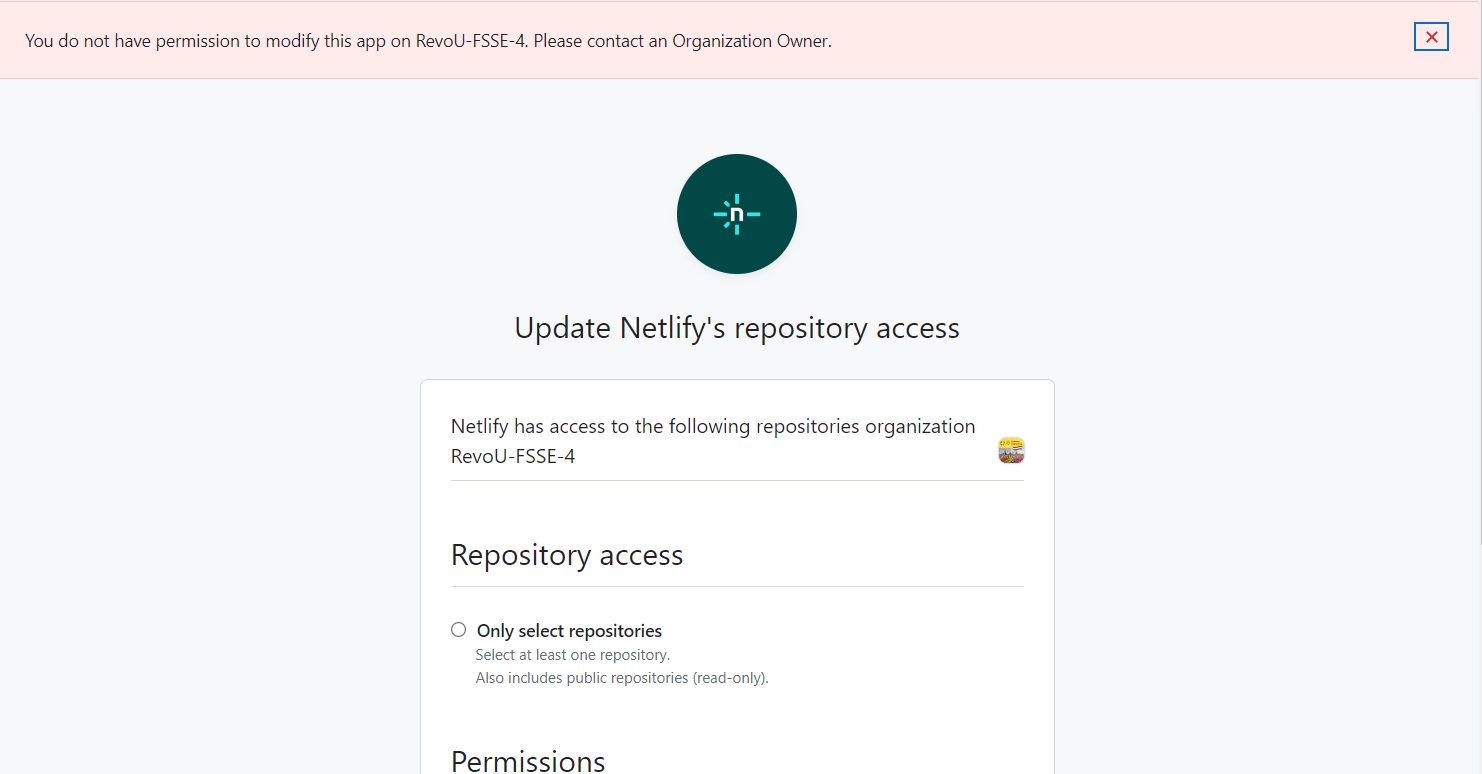 You do not have permission to modify this app on RevoU-FSSE-4. Please contact an Organization Owner.
n
Update Netlify's repository access
Netlify has access to the following repositories organization
RevoU-FSSE-4
Repository access
Only select repositories
Select at least one repository.
Also includes public repositories (read-only).
Permissions